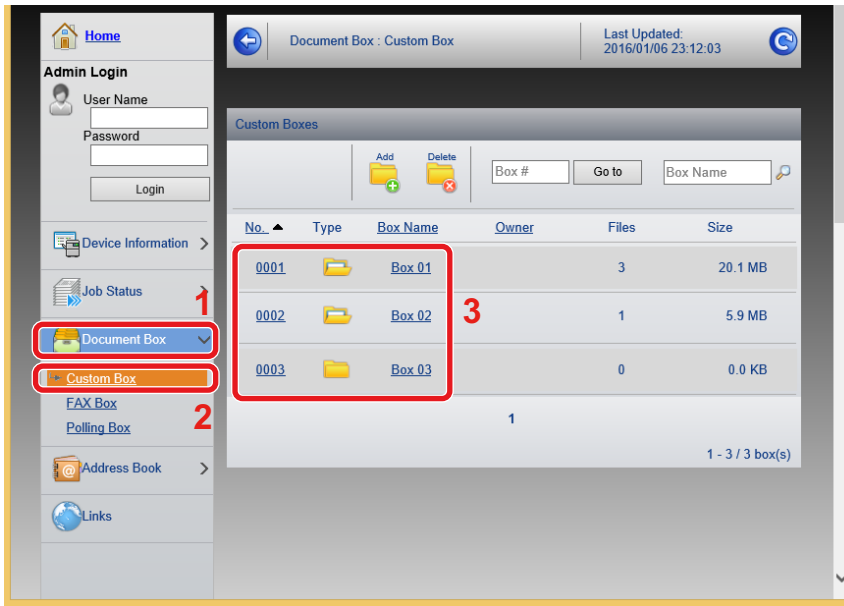 Home
Document Box : Custom Box
Last Updated:
2016/01/06 23:12:03
Admin Login
User Name
Password
Login
Custom Boxes
Add Delete
Box # Go to Box Name
No. Type Box Name Owner Files Size
0001 Box 01 3 20.1 MB
0002 Box 02 1 5.9 MB
0003 Box 03 0 0.0 KB
1
1 - 3 / 3 box(s)
Device Information
Job Status
1
Document Box
Custom Box
FAX Box
Polling Box
2
3
Address Book
Links